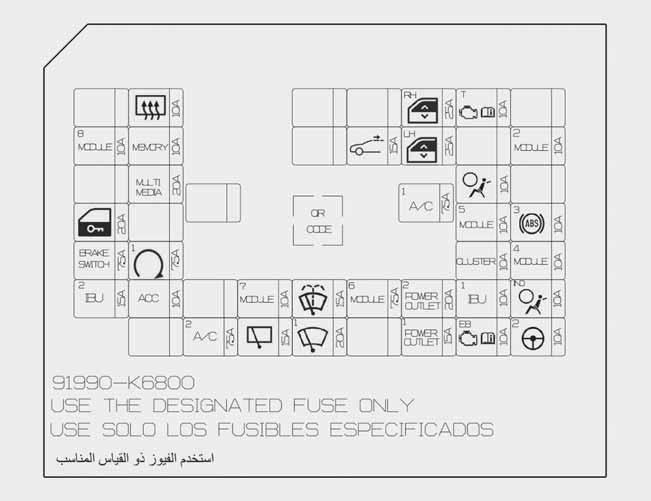 RH 25A
T 10A
10A
8 MODULE 10A
MEMORY 10A
15A
LH 25A
2 MODULE 10A
MULTI MEDIA 20A
10A
1 A/C 7.5A
QR CODE
20A
5 MODULE 10A
3 ABS 10A
BRAKE SWITCH 7.5A
1 7.5A
CLUSTER 10A
4 MODULE 10A
2 IBU 15A
ACC 10A
7 MODULE 10A
15A
6 MODULE 7.5A
2 POWER OUTLET 15A
1 IBU 10A
IND 10A
2 A/C 7.5A
15A
1 20A
1 POWER OUTLET 20A
EB 10A
2 10A
91990-K6800
USE THE DESIGNATED FUSE ONLY
USE SOLO LOS FUSIBLES ESPECIFICADOS
استخدم الفيوز ذو القياس المناسب